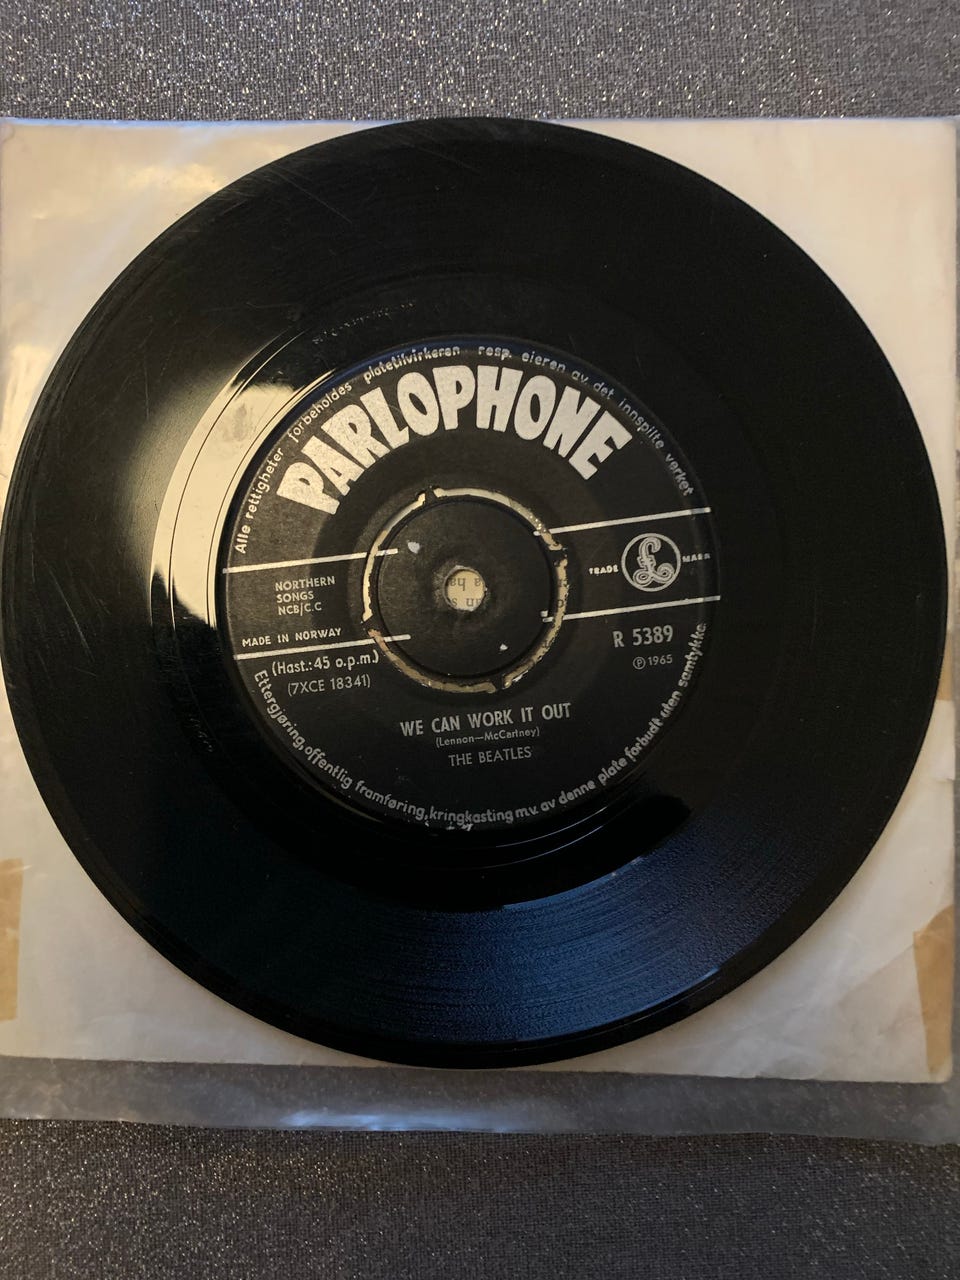 Alle rettigheter forbeholdes platetilvirkeren resp. eieren av det innspilte verket
PARLOPHONE
TRADE £ MARK
NORTHERN
SONGS
NCB/C.C
MADE IN NORWAY
(Hast.:45 o.p.m.)
(7XCE 18341)
R 5389
Ⓟ1965
WE CAN WORK IT OUT
(Lennon—McCartney)
THE BEATLES
Ettergjøring, offentlig framføring, kringkasting m.v. av denne plate forbudt uten samtykke